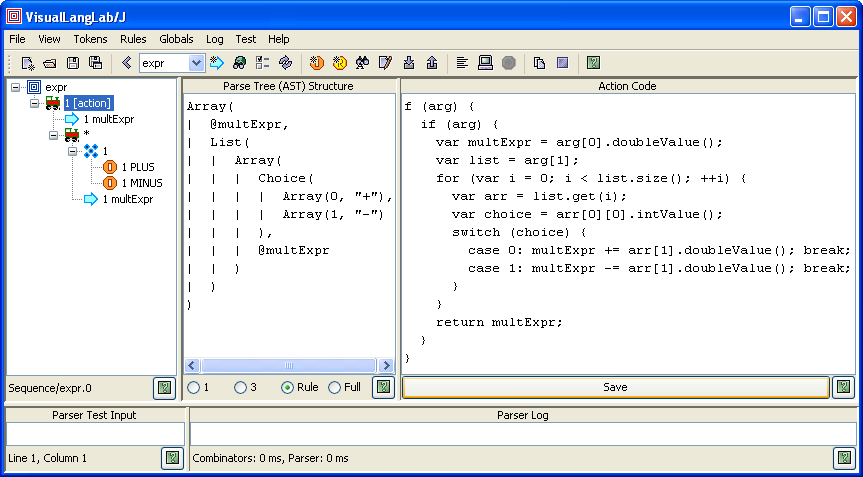 VisualLangLab/J
File View Tokens Rules Globals Log Test Help
expr
expr
1 [action]
1 multExpr
*
1
1 PLUS
1 MINUS
1 multExpr
Sequence/expr.0
Parse Tree (AST) Structure
Array(
|  @multExpr,
|  List(
|  |  Array(
|  |  |  Choice(
|  |  |  |  Array(0, "+"),
|  |  |  |  Array(1, "-")
|  |  |  ),
|  |  |  @multExpr
|  |  )
|  )
)
1 3 Rule Full
Action Code
f (arg) {
  if (arg) {
    var multExpr = arg[0].doubleValue();
    var list = arg[1];
    for (var i = 0; i < list.size(); ++i) {
      var arr = list.get(i);
      var choice = arr[0][0].intValue();
      switch (choice) {
        case 0: multExpr += arr[1].doubleValue(); break;
        case 1: multExpr -= arr[1].doubleValue(); break;
      }
    }
    return multExpr;
  }
}
Save
Parser Test Input
Line 1, Column 1
Parser Log
Combinators: 0 ms, Parser: 0 ms